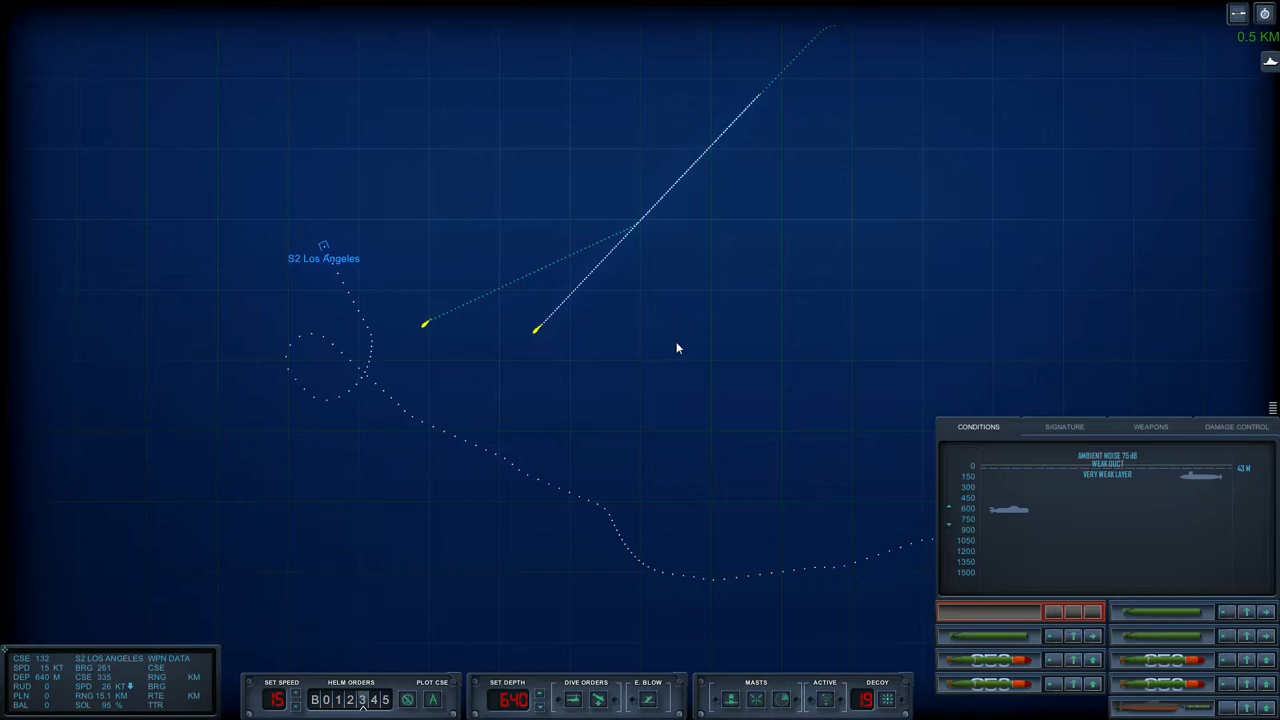 0.5 KM
S2 Los Angeles
CONDITIONS SIGNATURE WEAPONS DAMAGE CONTROL
AMBIENT NOISE 75 dB
WEAK DUCT
VERY WEAK LAYER
43 M
0
150
300
450
600
750
900
1050
1200
1350
1500
CSE 132 S2 LOS ANGELES WPN DATA
SPD 15 KT BRG 261 CSE
DEP 640 M CSE 335 RNG KM
RUD 0 SPD 26 KT BRG
PLN 0 RNG 15.1 KM RTE KM
BAL 0 SOL 95 % TTR
SET SPEED HELM ORDERS PLOT CSE
15 B 0 1 2 3 4 5 A
SET DEPTH DIVE ORDERS E. BLOW
640
MASTS ACTIVE DECOY
19